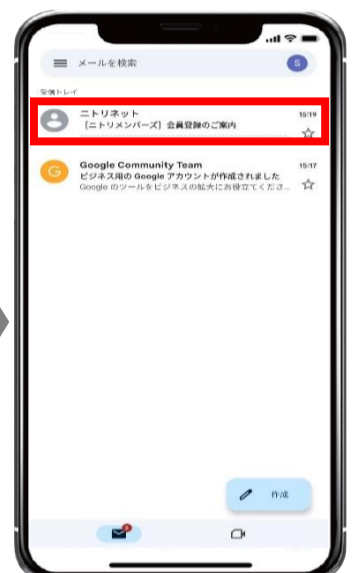 メールを検索
S
受信トレイ
ニトリネット
15:19
［ニトリメンバーズ］会員登録のご案内
G
Google Community Team
15:17
ビジネス用の Google アカウントが作成されました
Google のツールをビジネスの拡大にお役立てくださ...
作成